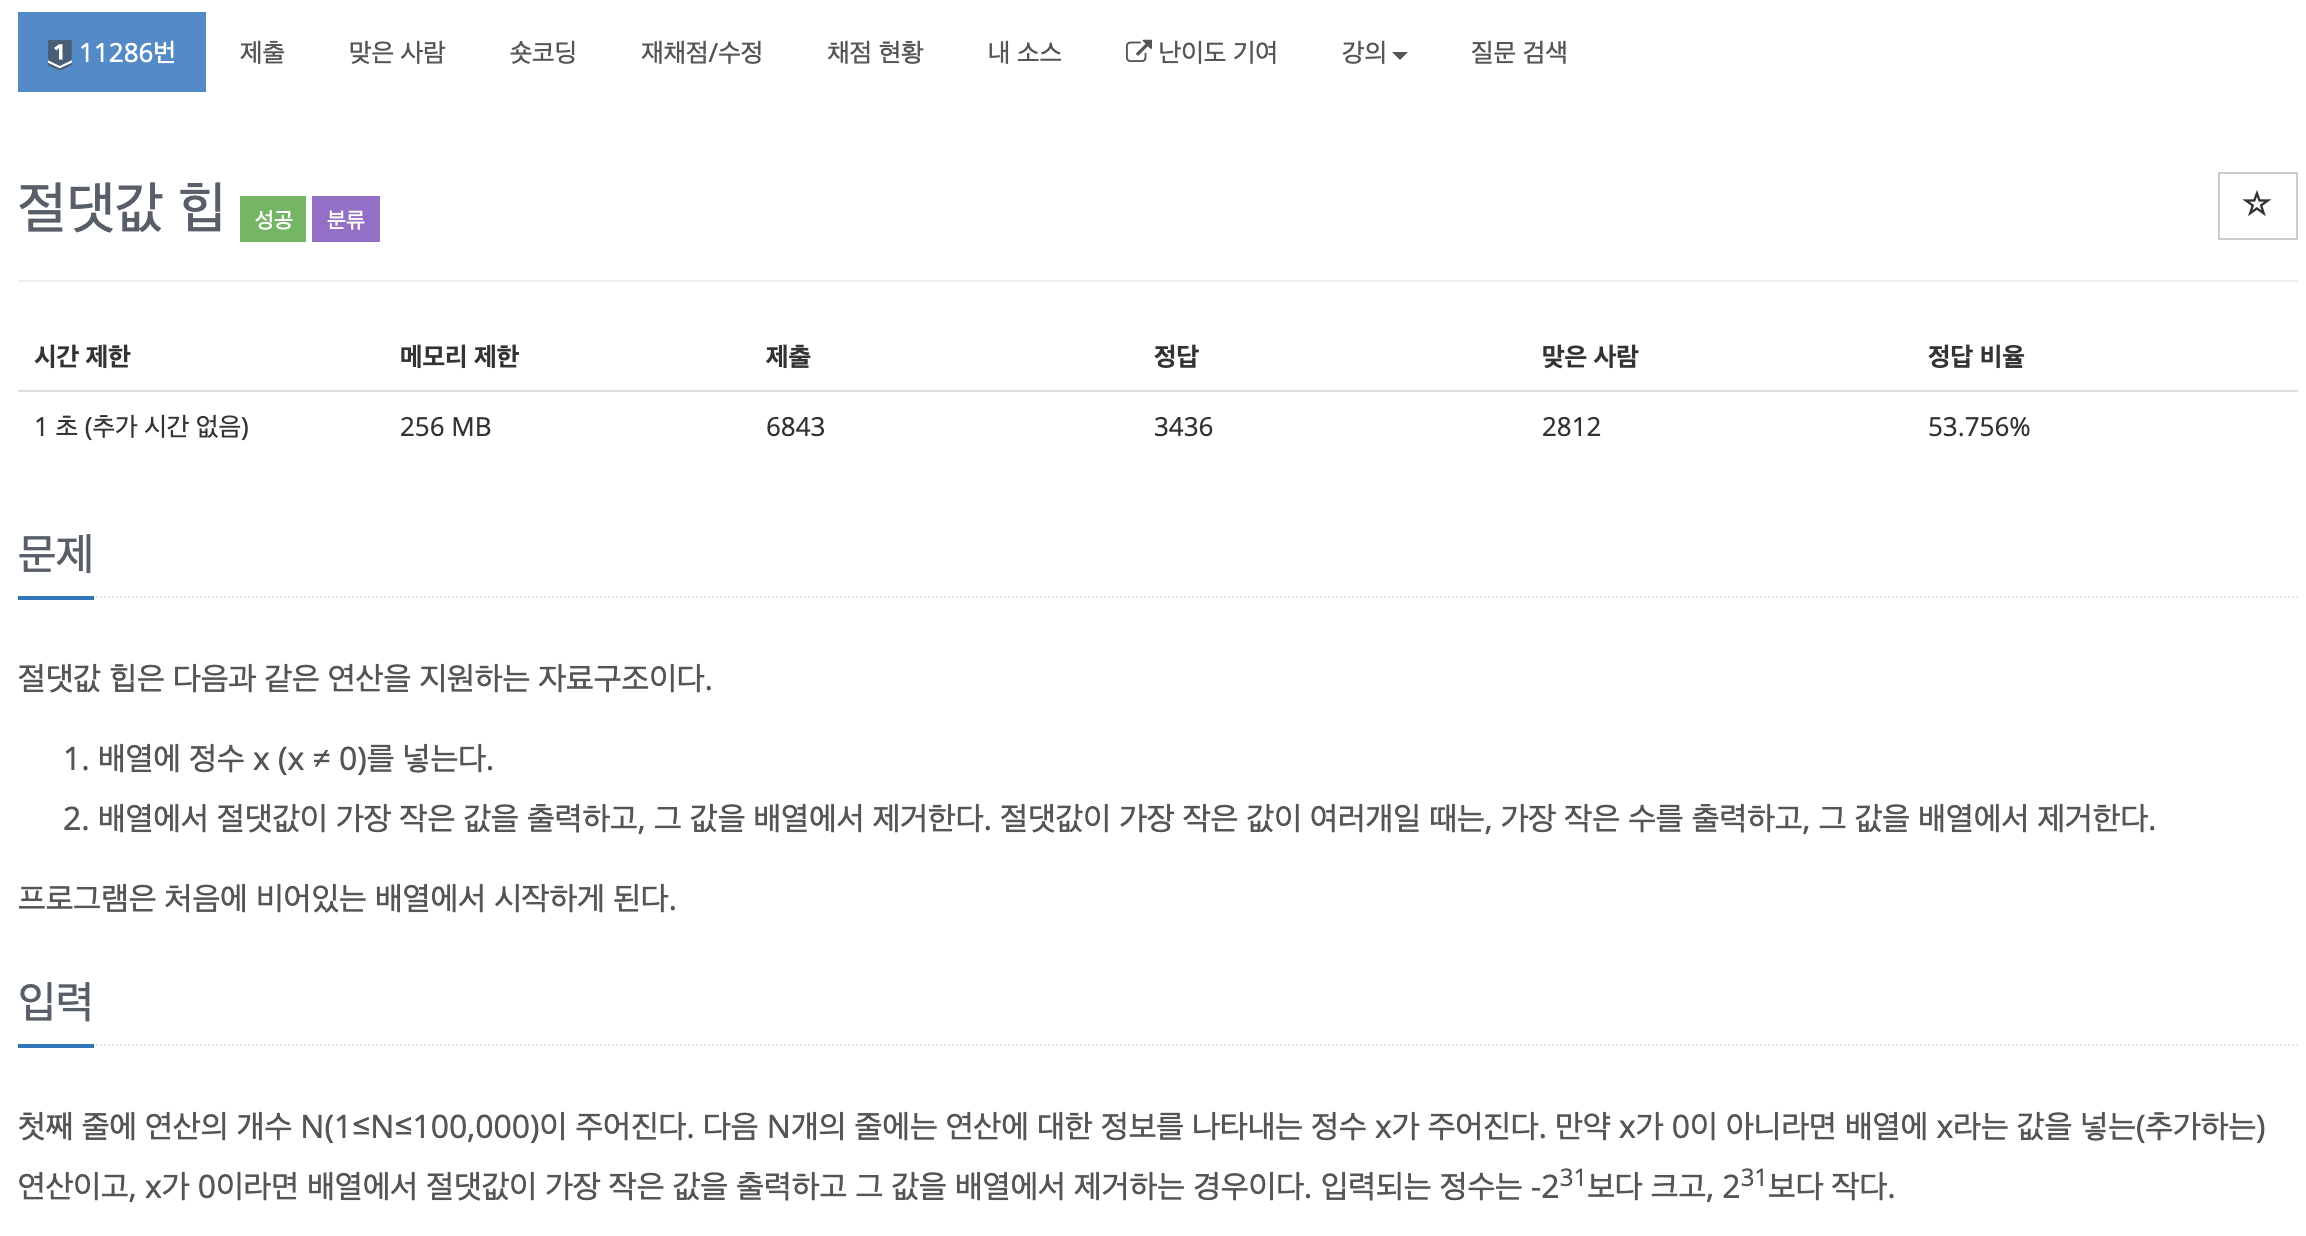 1 11286번 제출 맞은 사람 숏코딩 재채점/수정 채점 현황 내 소스 난이도 기여 강의 질문 검색
절댓값 힙 성공 분류
시간 제한 메모리 제한 제출 정답 맞은 사람 정답 비율
1 초 (추가 시간 없음) 256 MB 6843 3436 2812 53.756%
문제
절댓값 힙은 다음과 같은 연산을 지원하는 자료구조이다.
1. 배열에 정수 x (x ≠ 0)를 넣는다.
2. 배열에서 절댓값이 가장 작은 값을 출력하고, 그 값을 배열에서 제거한다. 절댓값이 가장 작은 값이 여러개일 때는, 가장 작은 수를 출력하고, 그 값을 배열에서 제거한다.
프로그램은 처음에 비어있는 배열에서 시작하게 된다.
입력
첫째 줄에 연산의 개수 N(1≤N≤100,000)이 주어진다. 다음 N개의 줄에는 연산에 대한 정보를 나타내는 정수 x가 주어진다. 만약 x가 0이 아니라면 배열에 x라는 값을 넣는(추가하는)
연산이고, x가 0이라면 배열에서 절댓값이 가장 작은 값을 출력하고 그 값을 배열에서 제거하는 경우이다. 입력되는 정수는 -2³¹보다 크고, 2³¹보다 작다.